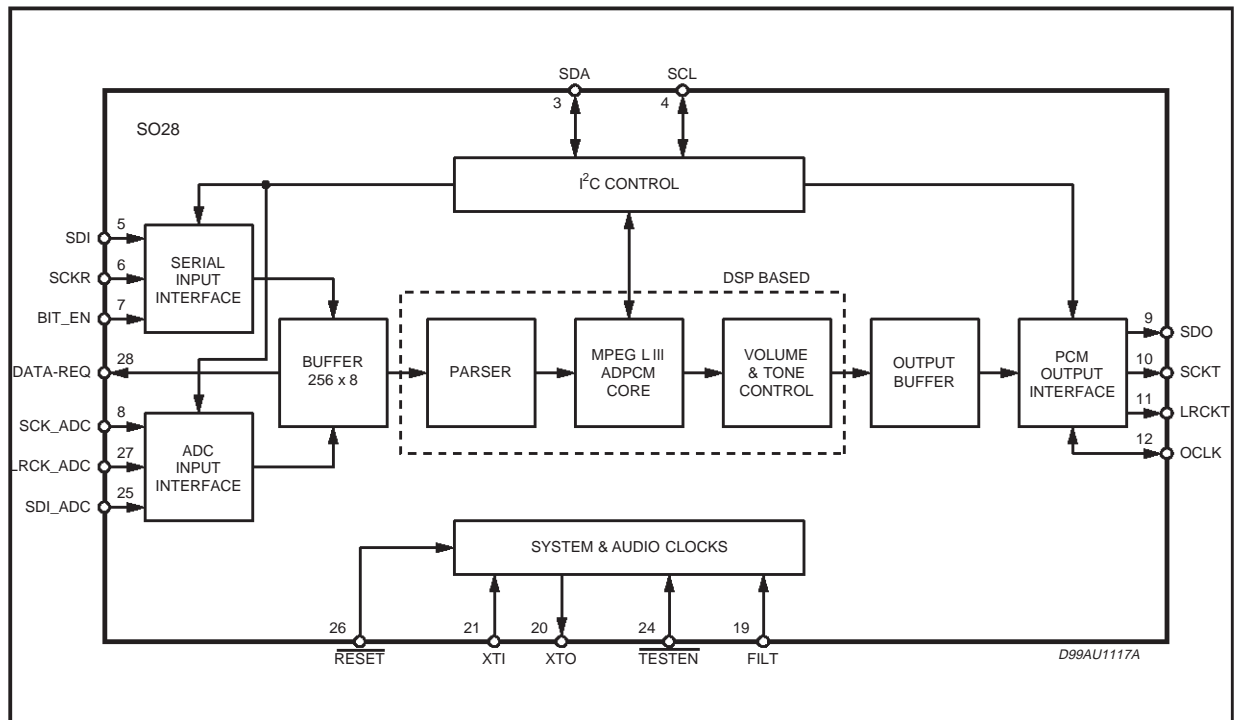 SDA
SCL
3
4
SO28
I²C CONTROL
SDI
5
SCKR
6
BIT_EN
7
SERIAL
INPUT
INTERFACE
DSP BASED
DATA-REQ
28
BUFFER
256 x 8
PARSER
MPEG L III
ADPCM
CORE
VOLUME
& TONE
CONTROL
OUTPUT
BUFFER
PCM
OUTPUT
INTERFACE
9
SDO
10
SCKT
11
LRCKT
12
OCLK
SCK_ADC
8
LRCK_ADC
27
SDI_ADC
25
ADC
INPUT
INTERFACE
SYSTEM & AUDIO CLOCKS
26
21
20
24
19
RESET
XTI
XTO
TESTEN
FILT
D99AU1117A